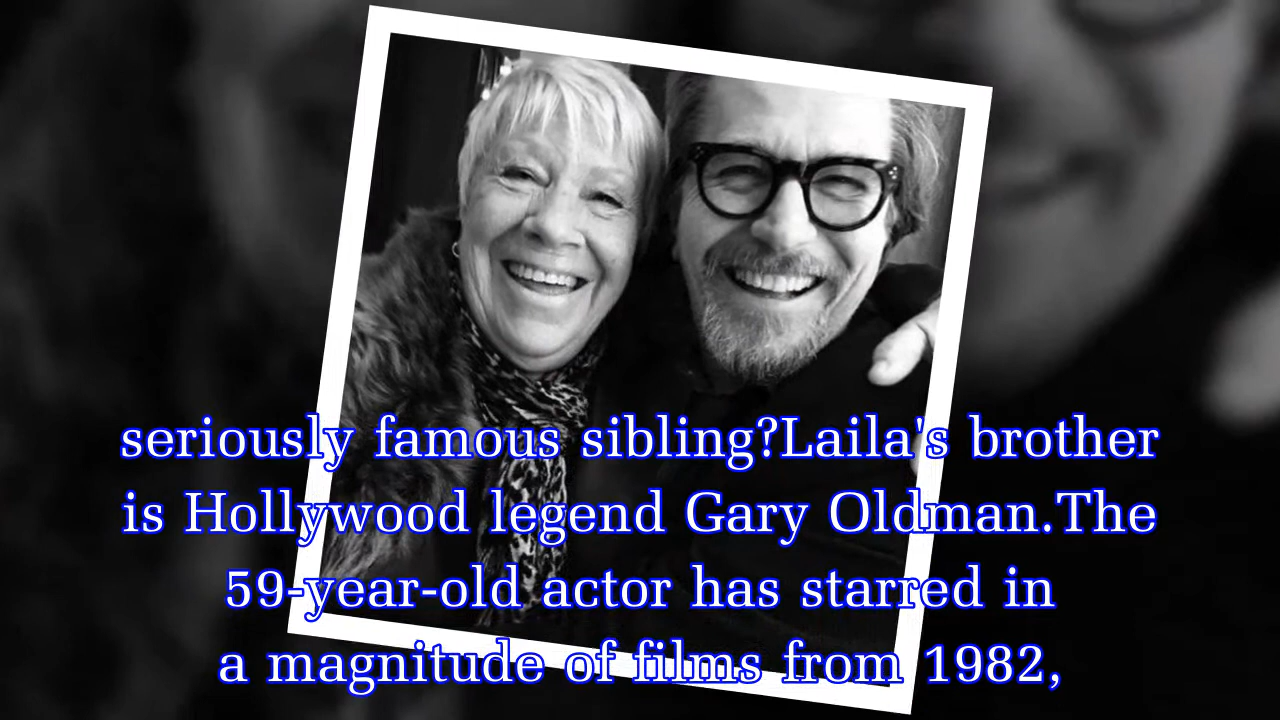 seriously famous sibling?Laila's brother
is Hollywood legend Gary Oldman.The
59-year-old actor has starred in
a magnitude of films from 1982,